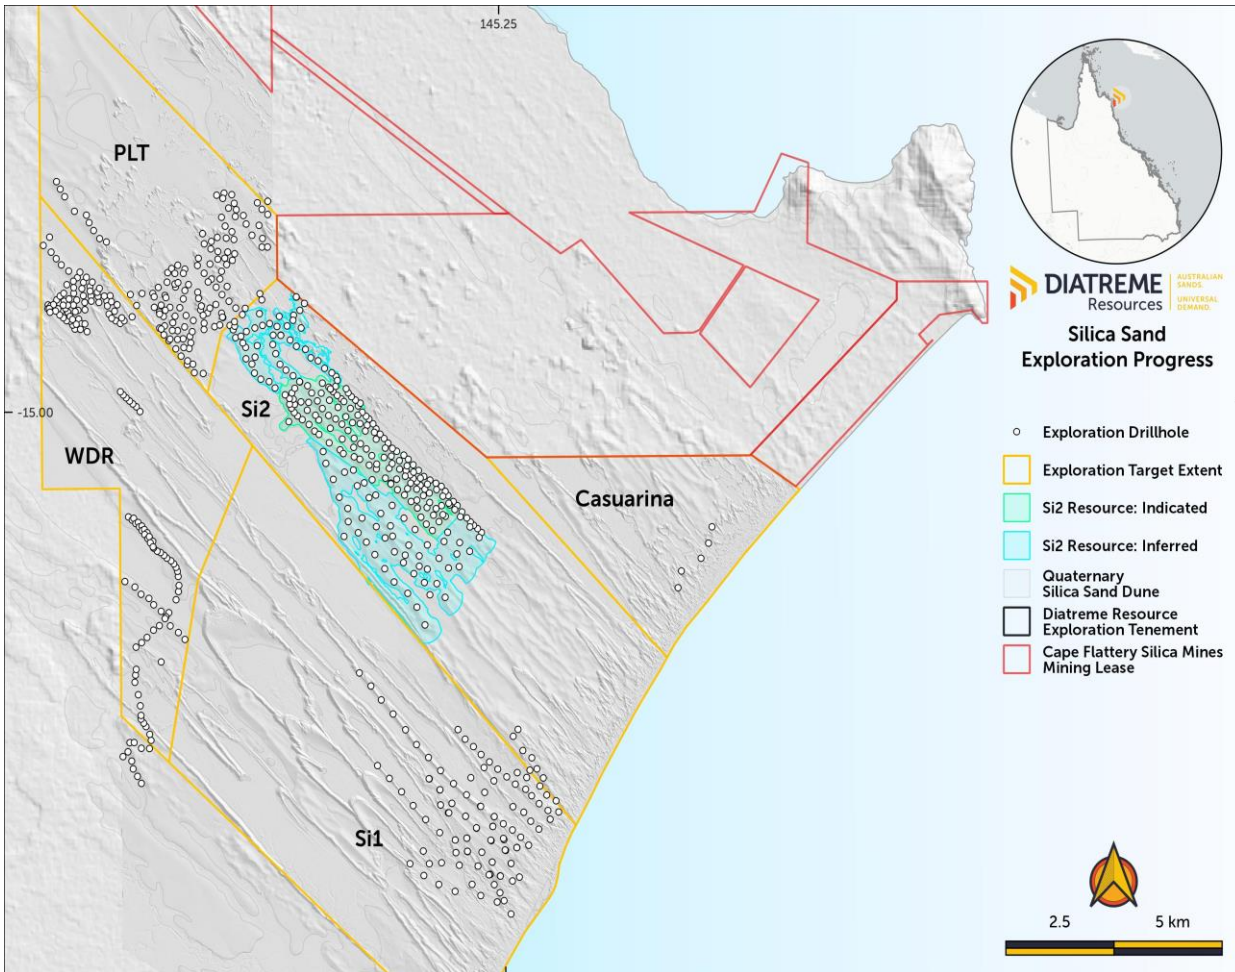 145.25
PLT
-15.00
Si2
WDR
Casuarina
Si1
DIATREME
Resources
AUSTRALIAN
SANDS.
UNIVERSAL
DEMAND.
Silica Sand
Exploration Progress
Exploration Drillhole
Exploration Target Extent
Si2 Resource: Indicated
Si2 Resource: Inferred
Quaternary
Silica Sand Dune
Diatreme Resource
Exploration Tenement
Cape Flattery Silica Mines
Mining Lease
2.5 5 km